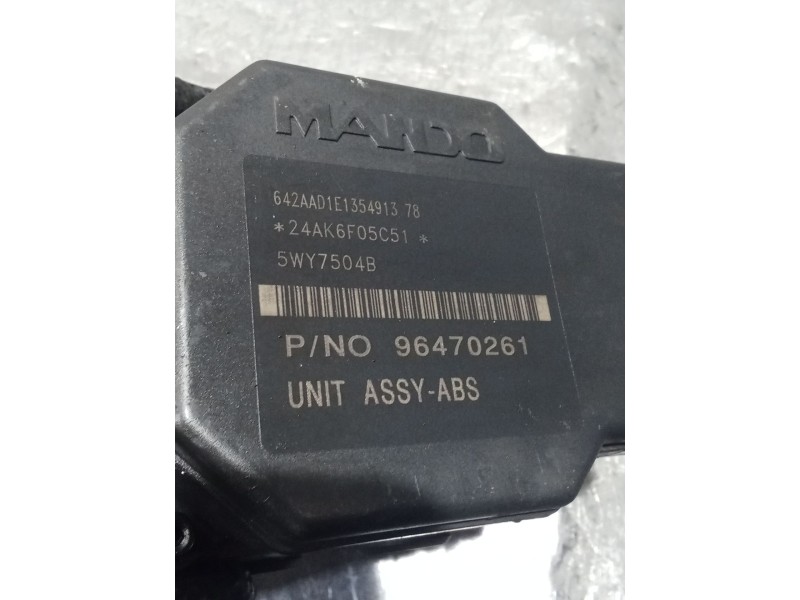 MANDO
642AAD1E1354913 78
*24AK6F05C51 *
5WY7504B
P/NO 96470261
UNIT ASSY-ABS